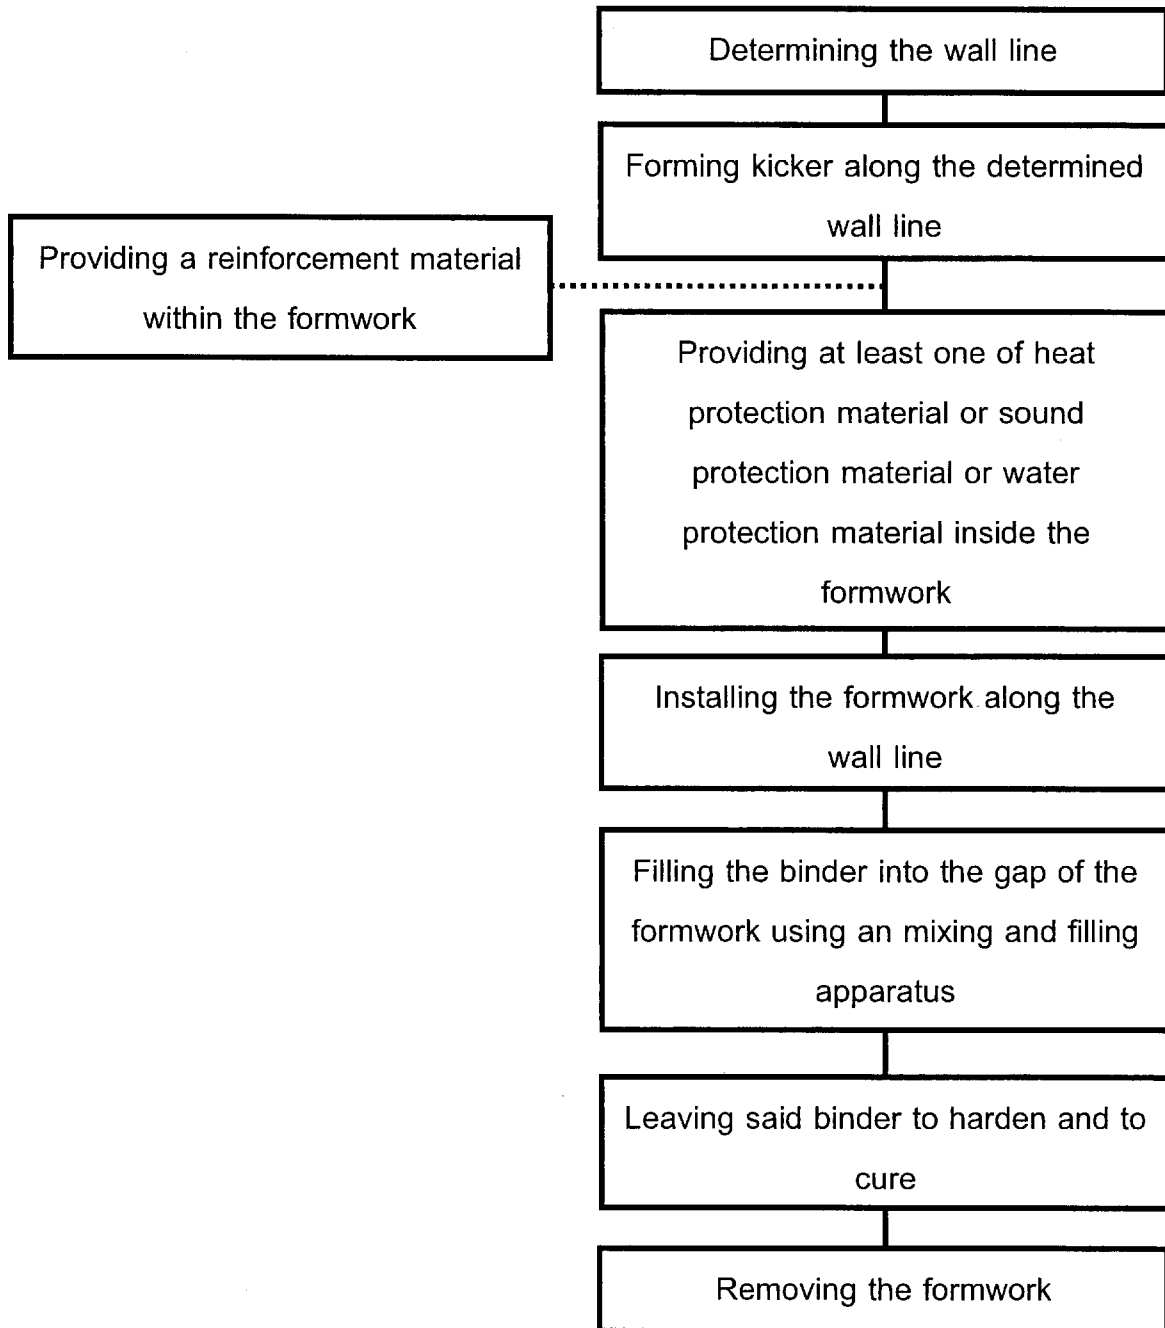 Determining the wall line
Forming kicker along the determined
wall line
Providing a reinforcement material
within the formwork
Providing at least one of heat
protection material or sound
protection material or water
protection material inside the
formwork
Installing the formwork along the
wall line
Filling the binder into the gap of the
formwork using an mixing and filling
apparatus
Leaving said binder to harden and to
cure
Removing the formwork